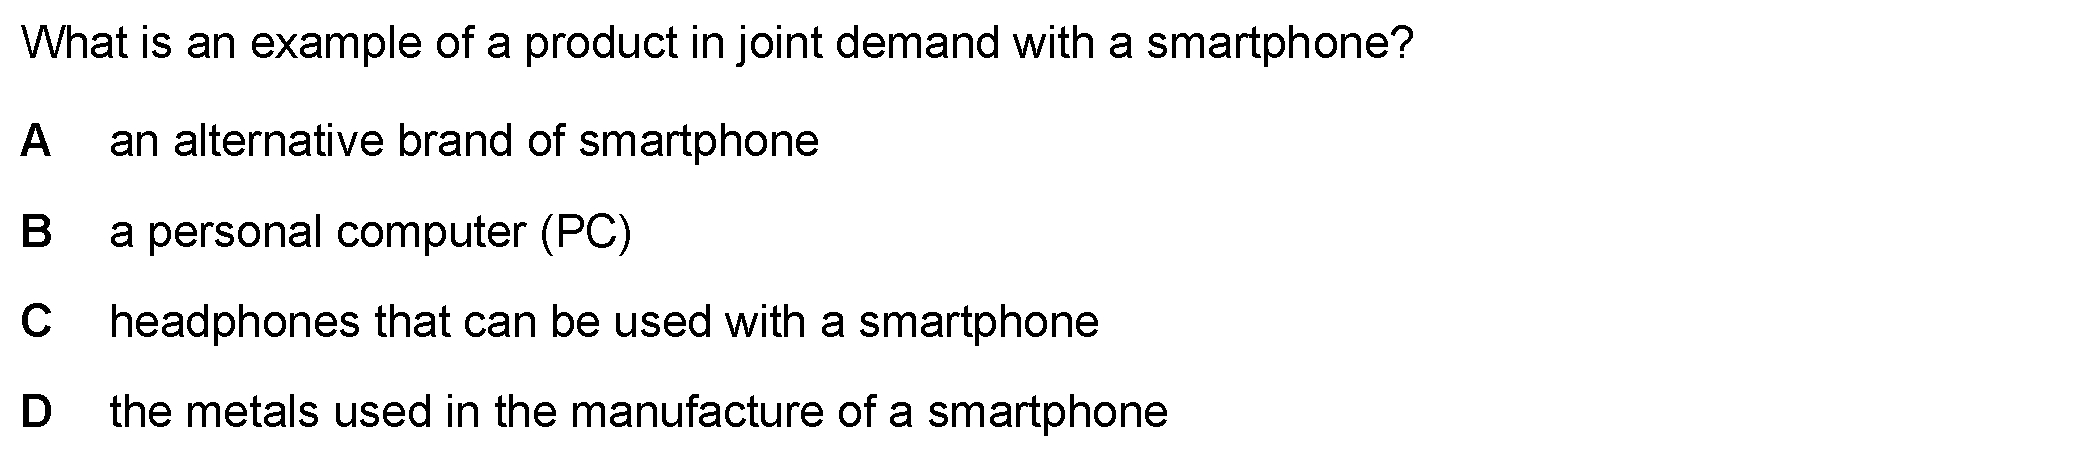 What is an example of a product in joint demand with a smartphone?
A an alternative brand of smartphone
B a personal computer (PC)
C headphones that can be used with a smartphone
D the metals used in the manufacture of a smartphone